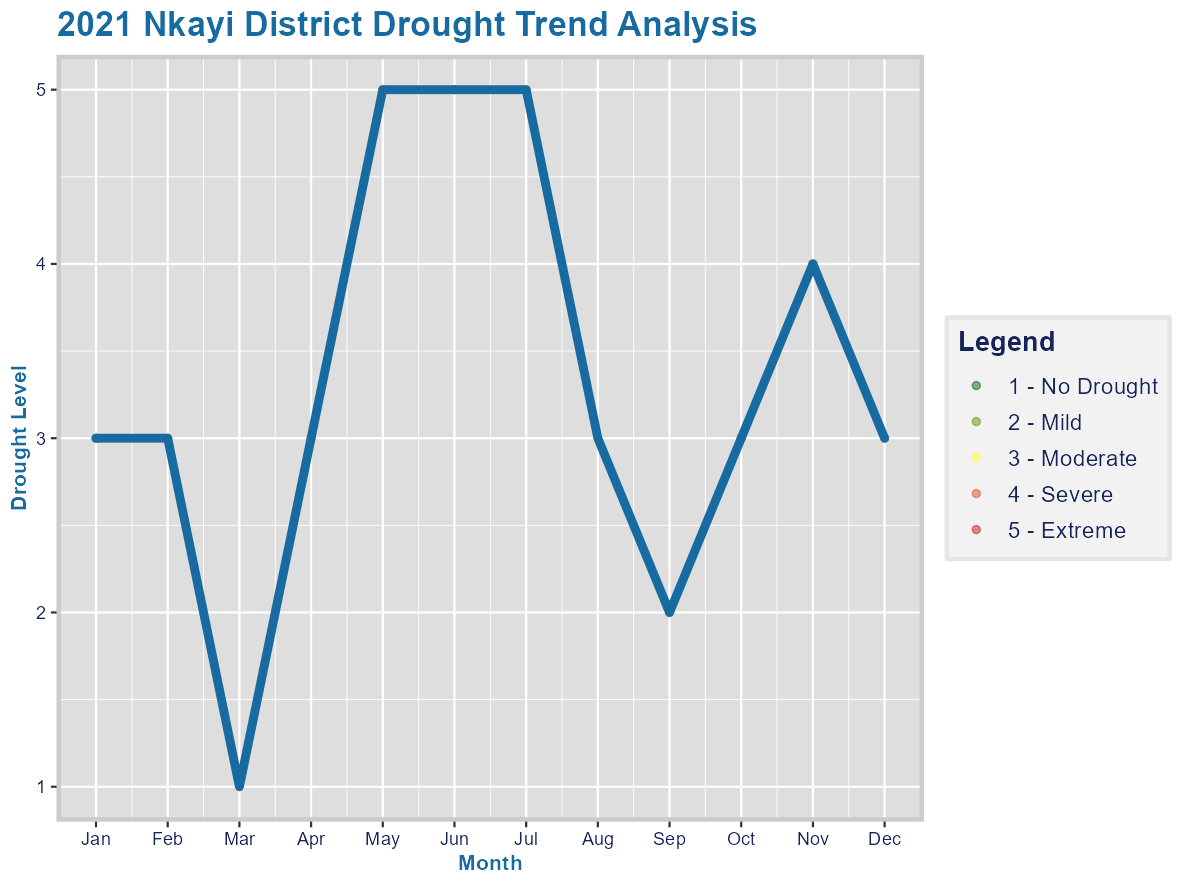 2021 Nkayi District Drought Trend Analysis
Drought Level
5
4
3
2
1
Jan Feb Mar Apr May Jun Jul Aug Sep Oct Nov Dec
Month
Legend
1 - No Drought
2 - Mild
3 - Moderate
4 - Severe
5 - Extreme